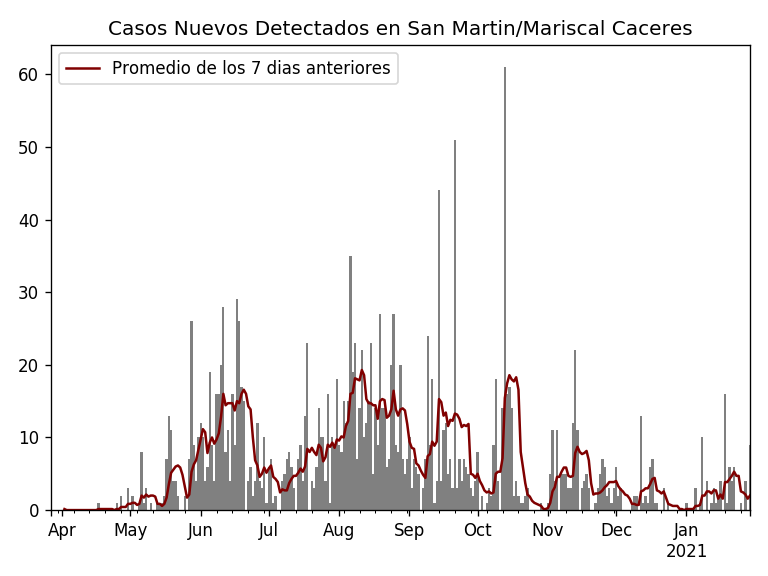 Casos Nuevos Detectados en San Martin/Mariscal Caceres
Promedio de los 7 dias anteriores
60
50
40
30
20
10
0
Apr May Jun Jul Aug Sep Oct Nov Dec Jan
2021